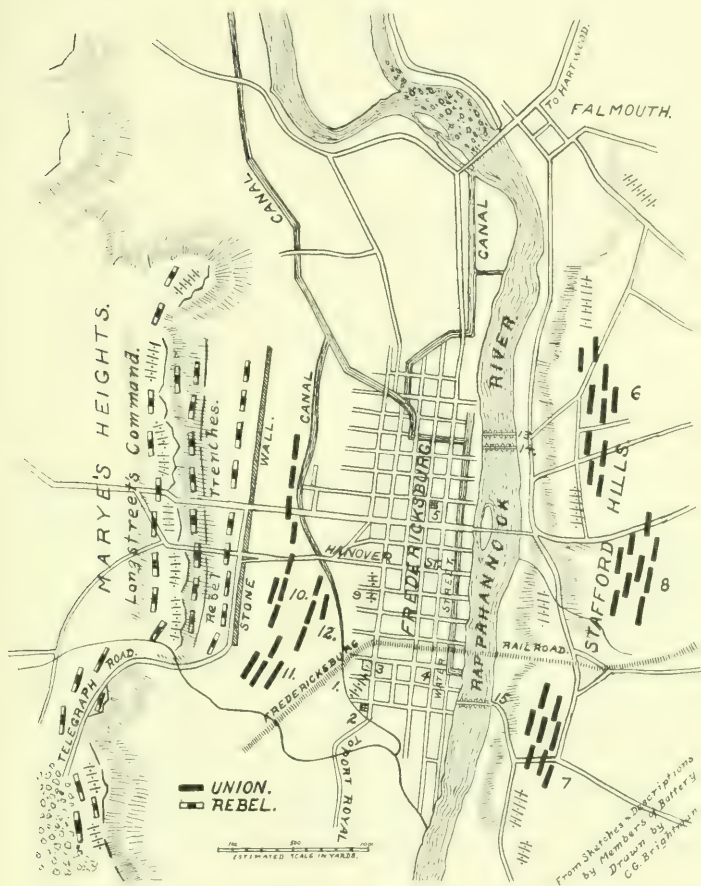 TO HARTWOOD.
FALMOUTH.
CANAL
CANAL
MARYE'S HEIGHTS.
Longstreet's Command.
Rebel Trenches.
STONE WALL.
CANAL
RIVER
RAPPAHANNOCK
6
HILLS
STAFFORD
8
14
FREDERICKSBURG
5
HANOVER
ST
STREET
WATER
9
10.
12.
11.
FREDERICKSBURG
RAILROAD.
1.
2
3
4
15
7
TELEGRAPH ROAD.
TO PORT ROYAL
UNION.
REBEL.
500
ESTIMATED SCALE IN YARDS.
From Sketches & Descriptions
by Members of Battery
Drawn by
C.G. Brightman